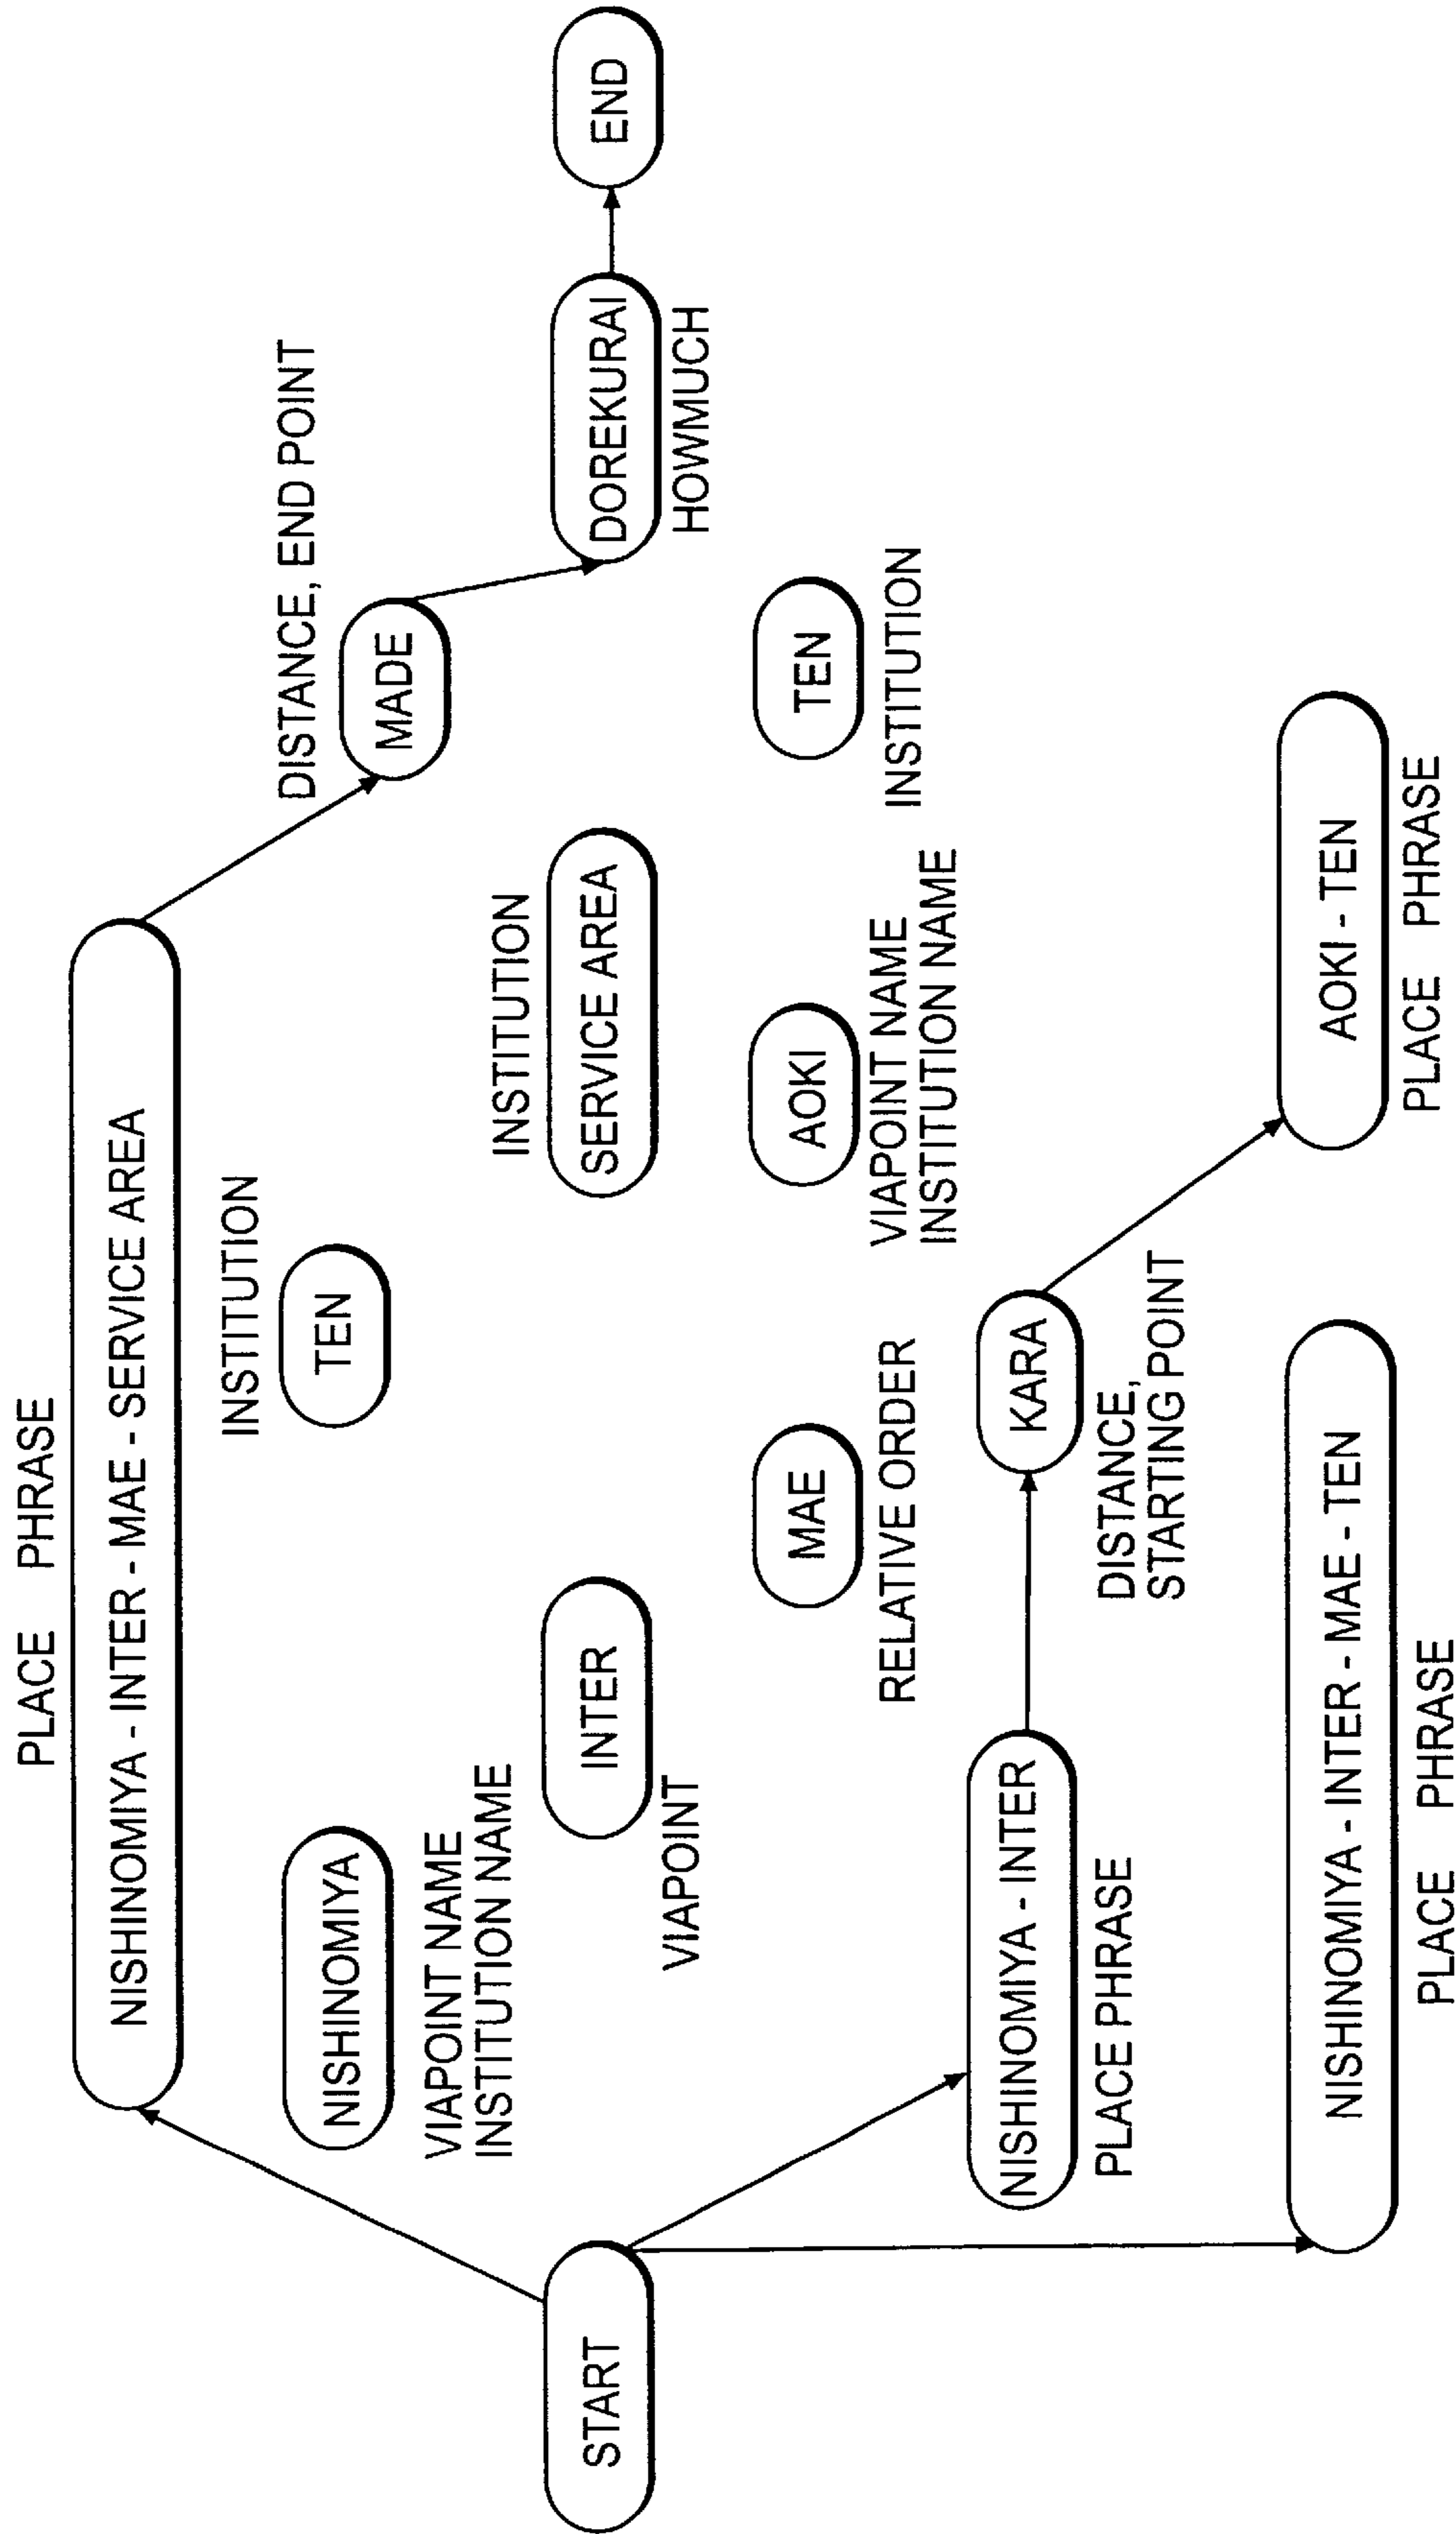 PLACE PHRASE
NISHINOMIYA - INTER - MAE - SERVICE AREA
INSTITUTION
TEN
DISTANCE, END POINT
MADE
NISHINOMIYA
VIAPOINT NAME
INSTITUTION NAME
INSTITUTION
START
INTER
SERVICE AREA
DOREKURAI
END
VIAPOINT
HOWMUCH
MAE
AOKI
TEN
RELATIVE ORDER
VIAPOINT NAME
INSTITUTION NAME
INSTITUTION
NISHINOMIYA - INTER
KARA
PLACE PHRASE
DISTANCE,
STARTING POINT
NISHINOMIYA - INTER - MAE - TEN
AOKI - TEN
PLACE PHRASE
PLACE PHRASE